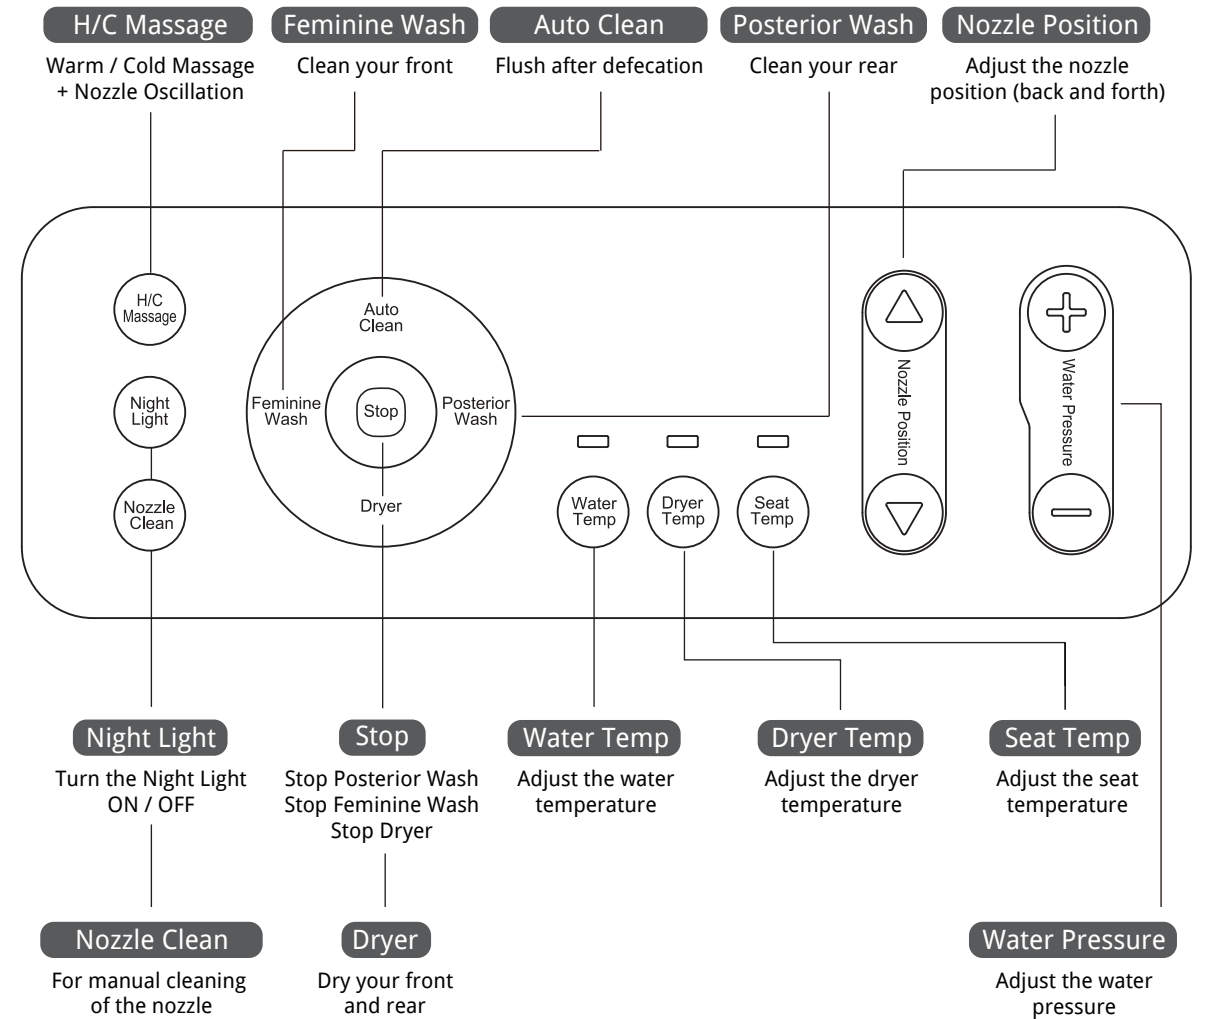 H/C Massage
Warm / Cold Massage
+ Nozzle Oscillation
Feminine Wash
Clean your front
Auto Clean
Flush after defecation
Posterior Wash
Clean your rear
Nozzle Position
Adjust the nozzle
position (back and forth)
H/C
Massage
Night
Light
Nozzle
Clean
Auto
Clean
Feminine
Wash
Stop
Posterior
Wash
Dryer
Water
Temp
Dryer
Temp
Seat
Temp
Nozzle Position
Water Pressure
Night Light
Turn the Night Light
ON / OFF
Stop
Stop Posterior Wash
Stop Feminine Wash
Stop Dryer
Water Temp
Adjust the water
temperature
Dryer Temp
Adjust the dryer
temperature
Seat Temp
Adjust the seat
temperature
Nozzle Clean
For manual cleaning
of the nozzle
Dryer
Dry your front
and rear
Water Pressure
Adjust the water
pressure